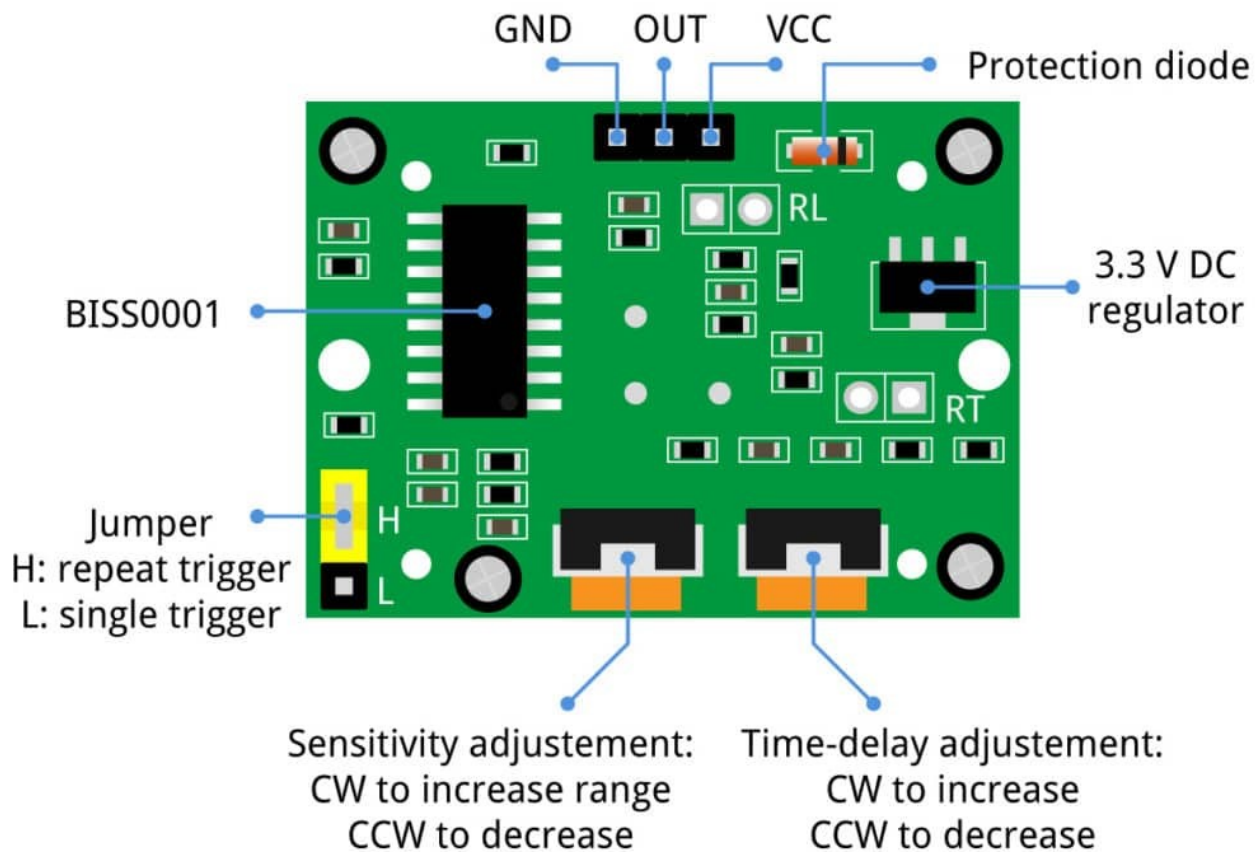 GND OUT VCC
Protection diode
RL
3.3 V DC
regulator
BISS0001
RT
Jumper
H: repeat trigger
L: single trigger
H
L
Sensitivity adjustement:
CW to increase range
CCW to decrease
Time-delay adjustement:
CW to increase
CCW to decrease